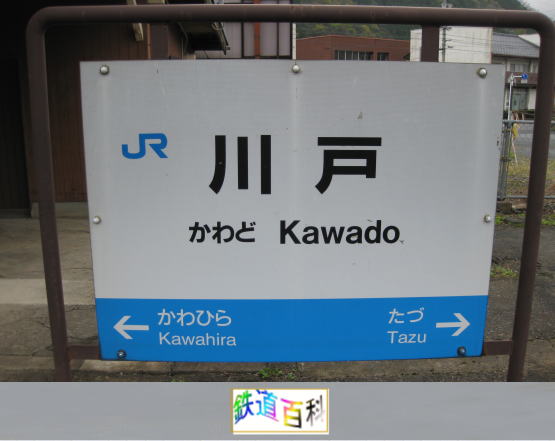 JR
川戸
かわど Kawado
← かわひら たづ →
Kawahira Tazu
鉄道百科